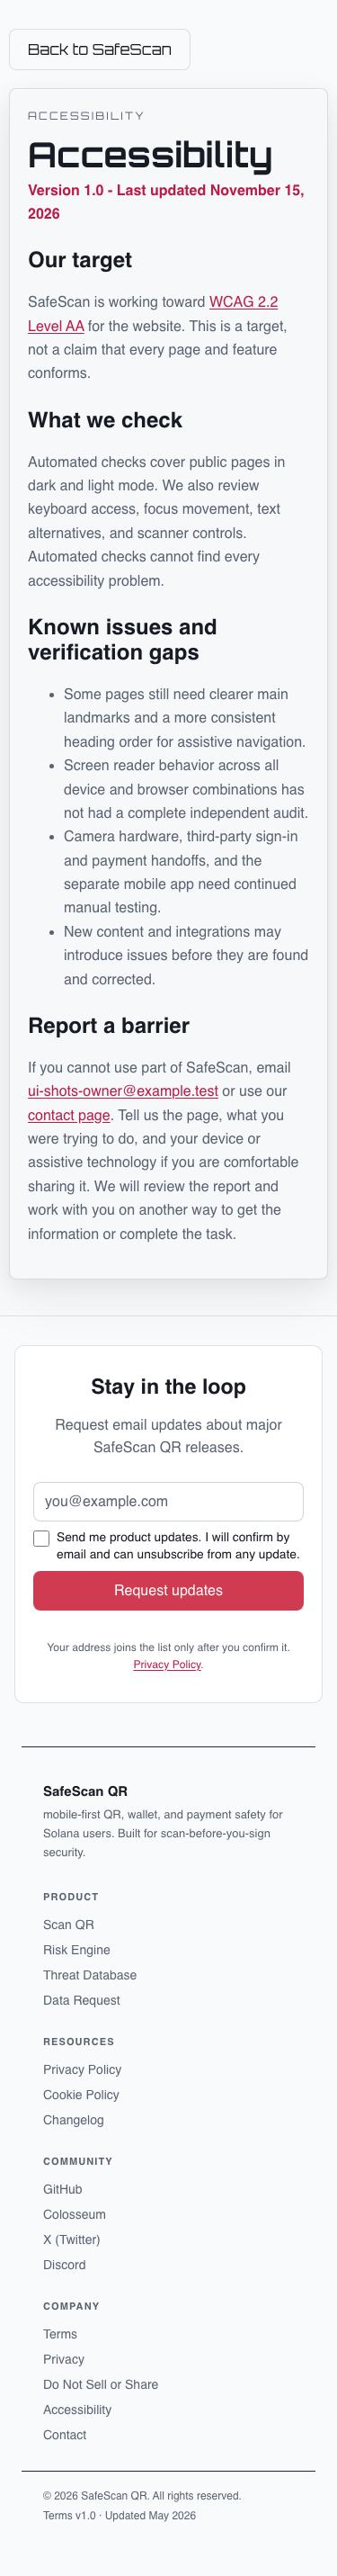 Back to SafeScan
ACCESSIBILITY
Accessibility
Version 1.0 - Last updated November 15,
2026
Our target
SafeScan is working toward WCAG 2.2
Level AA for the website. This is a target,
not a claim that every page and feature
conforms.
What we check
Automated checks cover public pages in
dark and light mode. We also review
keyboard access, focus movement, text
alternatives, and scanner controls.
Automated checks cannot find every
accessibility problem.
Known issues and
verification gaps
• Some pages still need clearer main
landmarks and a more consistent
heading order for assistive navigation.
• Screen reader behavior across all
device and browser combinations has
not had a complete independent audit.
• Camera hardware, third-party sign-in
and payment handoffs, and the
separate mobile app need continued
manual testing.
• New content and integrations may
introduce issues before they are found
and corrected.
Report a barrier
If you cannot use part of SafeScan, email
ui-shots-owner@example.test or use our
contact page. Tell us the page, what you
were trying to do, and your device or
assistive technology if you are comfortable
sharing it. We will review the report and
work with you on another way to get the
information or complete the task.
Stay in the loop
Request email updates about major
SafeScan QR releases.
you@example.com
Send me product updates. I will confirm by
email and can unsubscribe from any update.
Request updates
Your address joins the list only after you confirm it.
Privacy Policy.
SafeScan QR
mobile-first QR, wallet, and payment safety for
Solana users. Built for scan-before-you-sign
security.
PRODUCT
Scan QR
Risk Engine
Threat Database
Data Request
RESOURCES
Privacy Policy
Cookie Policy
Changelog
COMMUNITY
GitHub
Colosseum
X (Twitter)
Discord
COMPANY
Terms
Privacy
Do Not Sell or Share
Accessibility
Contact
© 2026 SafeScan QR. All rights reserved.
Terms v1.0 · Updated May 2026